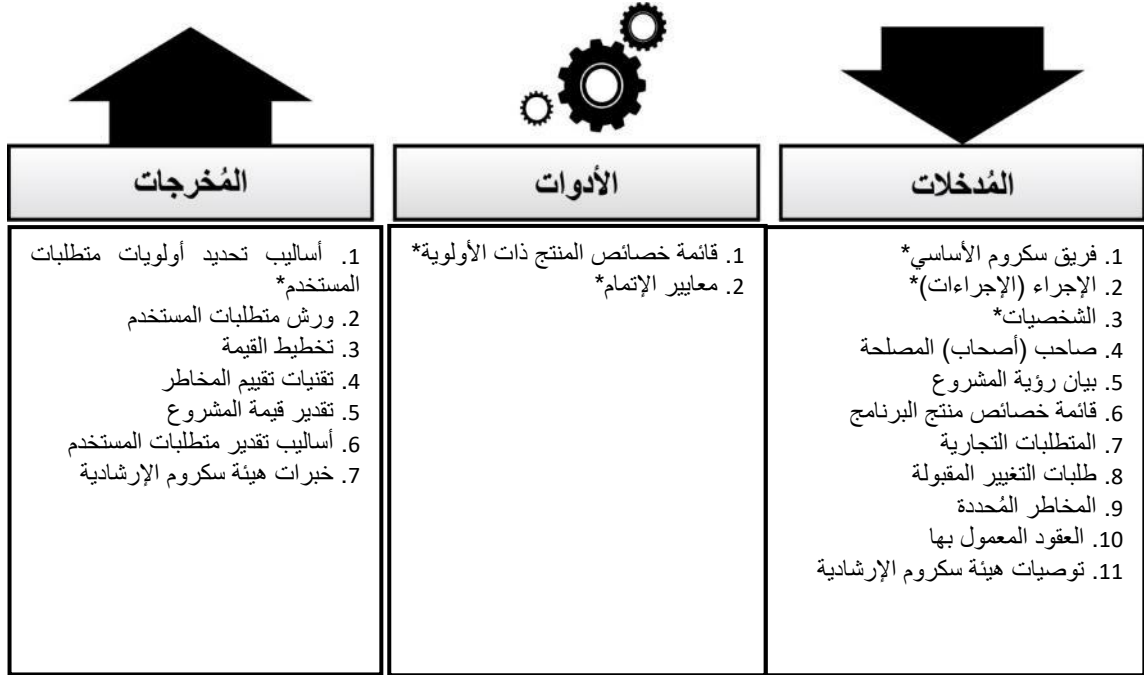 المُدخلات
1. فريق سكروم الأساسي*
2. الإجراء (الإجراءات)*
3. الشخصيات*
4. صاحب (أصحاب) المصلحة
5. بيان رؤية المشروع
6. قائمة خصائص منتج البرنامج
7. المتطلبات التجارية
8. طلبات التغيير المقبولة
9. المخاطر المُحددة
10. العقود المعمول بها
11. توصيات هيئة سكروم الإرشادية
الأدوات
1. قائمة خصائص المنتج ذات الأولوية*
2. معايير الإتمام*
المُخرجات
1. أساليب تحديد أولويات متطلبات
المستخدم*
2. ورش متطلبات المستخدم
3. تخطيط القيمة
4. تقنيات تقييم المخاطر
5. تقدير قيمة المشروع
6. أساليب تقدير متطلبات المستخدم
7. خبرات هيئة سكروم الإرشادية